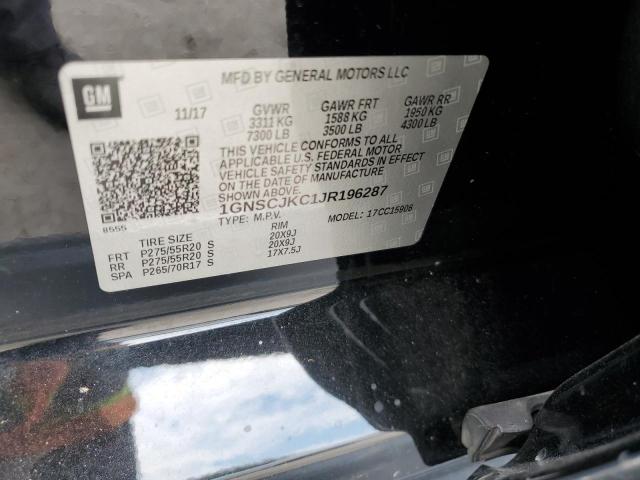 GM
MFD BY GENERAL MOTORS LLC
11/17 GVWR GAWR FRT GAWR RR
3311 KG 1588 KG 1950 KG
7300 LB 3500 LB 4300 LB
THIS VEHICLE CONFORMS TO ALL
APPLICABLE U.S. FEDERAL MOTOR
VEHICLE SAFETY STANDARDS IN EFFECT
ON THE DATE OF MANUFACTURE
SHOWN ABOVE.
1GNSCJKC1JR196287
TYPE: M.P.V. MODEL: 17CC15906
8555
TIRE SIZE RIM
FRT P275/55R20 S 20X9J
RR P275/55R20 S 20X9J
SPA P265/70R17 S 17X7.5J